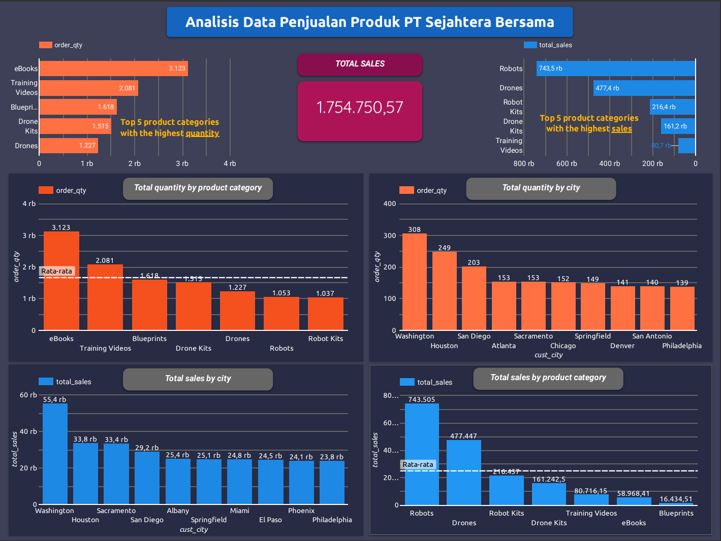 Analisis Data Penjualan Produk PT Sejahtera Bersama
order_qty
eBooks
3.123
Training
Videos
2.081
Bluepri...
1.618
Drone
Kits
1.515
Drones
1.227
0
1 rb
2 rb
3 rb
4 rb
Top 5 product categories
with the highest quantity
TOTAL SALES
1.754.750,57
total_sales
Robots
743,5 rb
Drones
477,4 rb
Robot
Kits
216,4 rb
Drone
Kits
161,2 rb
Training
Videos
80,7 rb
800 rb
600 rb
400 rb
200 rb
0
Top 5 product categories
with the highest sales
order_qty
Total quantity by product category
4 rb
3 rb
2 rb
1 rb
0
order_qty
Rata-rata
3.123
2.081
1.618
1.515
1.227
1.053
1.037
eBooks
Training Videos
Blueprints
Drone Kits
Drones
Robots
Robot Kits
order_qty
Total quantity by city
400
300
200
100
0
order_qty
308
249
203
153
153
152
149
141
140
139
Washington
Houston
San Diego
Atlanta
Sacramento
Chicago
Springfield
Denver
San Antonio
Philadelphia
cust_city
total_sales
Total sales by city
60 rb
40 rb
20 rb
0
total_sales
55,4 rb
33,8 rb
33,4 rb
29,2 rb
25,4 rb
25,1 rb
24,8 rb
24,5 rb
24,1 rb
23,8 rb
Washington
Houston
Sacramento
San Diego
Albany
Springfield
Miami
El Paso
Phoenix
Philadelphia
cust_city
total_sales
Total sales by product category
80...
60...
40...
20...
0
total_sales
Rata-rata
743.505
477.447
216.437
161.242,5
80.716,15
58.968,41
16.434,51
Robots
Drones
Robot Kits
Drone Kits
Training Videos
eBooks
Blueprints